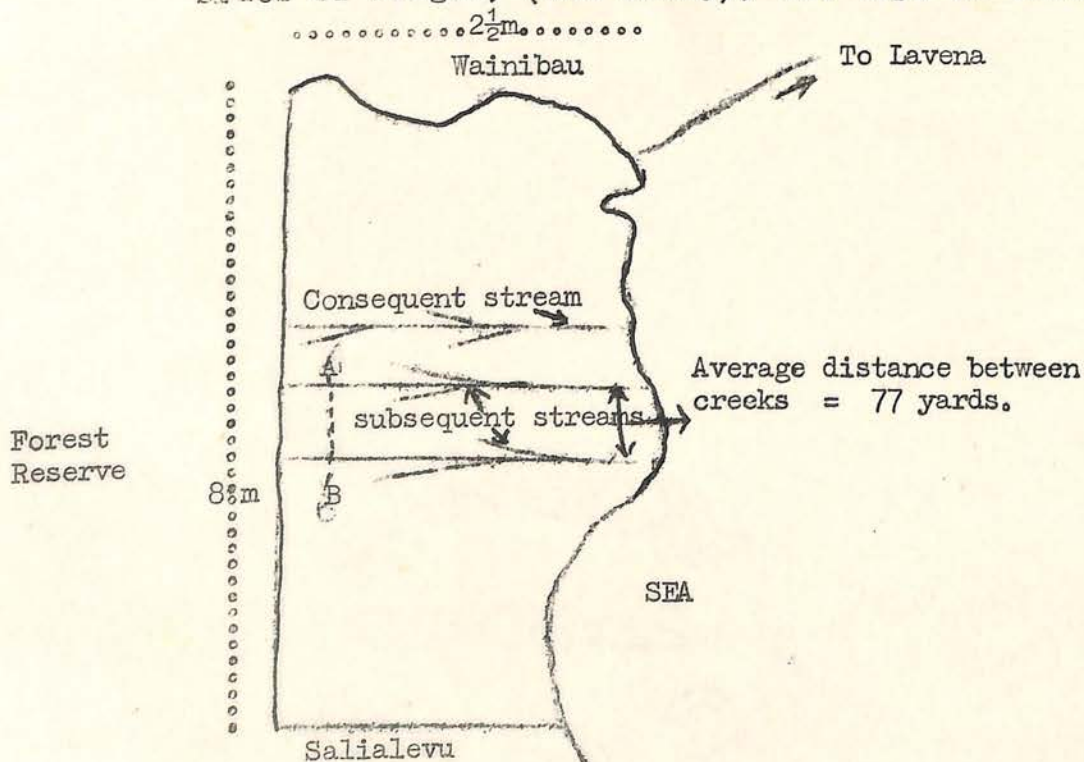 2½m
Wainibau
To Lavena
Consequent stream
A
Average distance between
creeks = 77 yards.
subsequent streams
Forest
Reserve
8 m
B
SEA
Salialevu